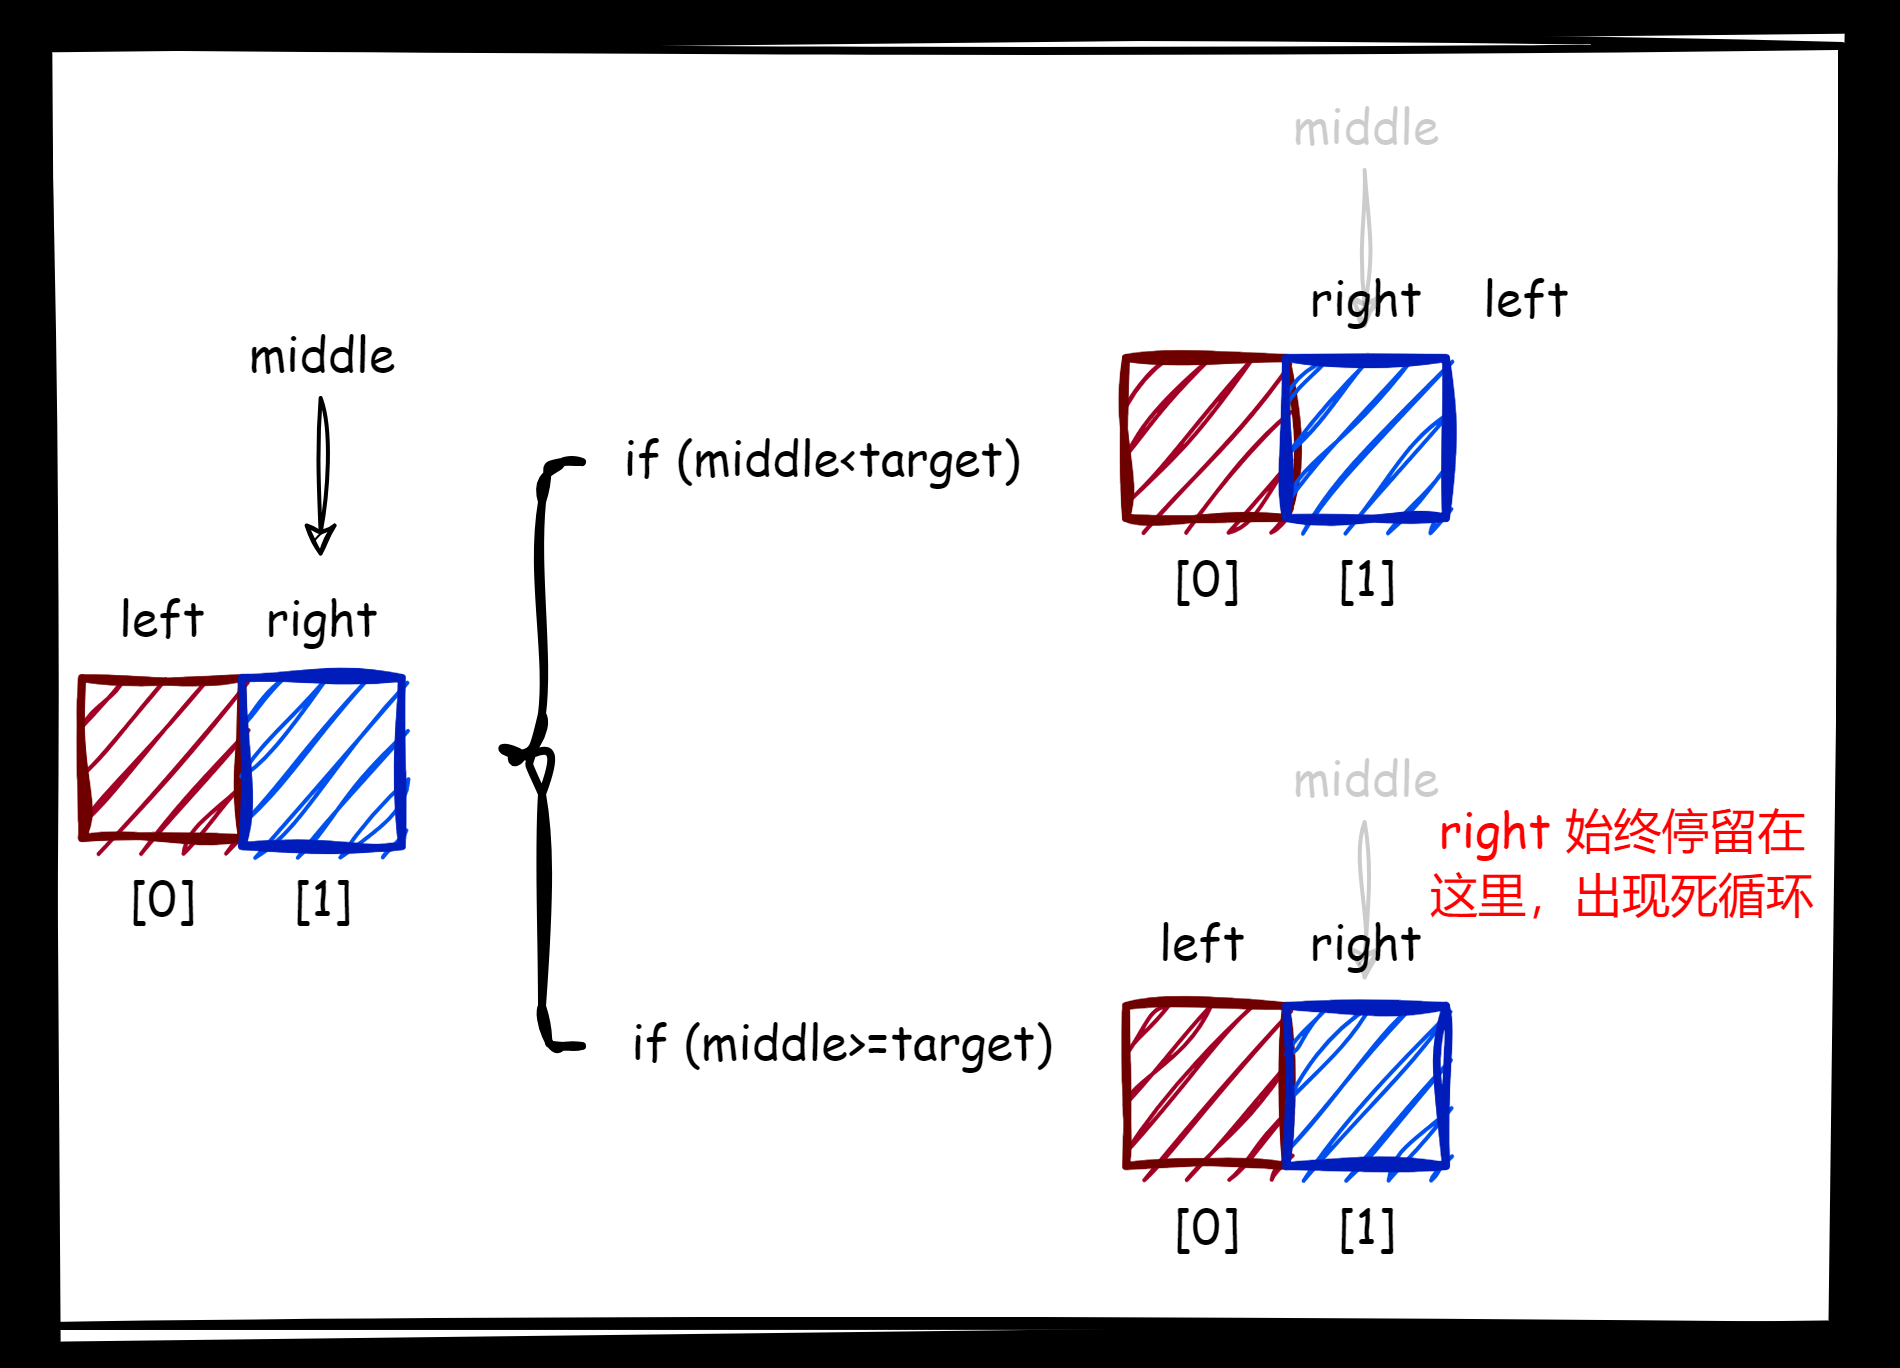 middle
left right
[0] [1]
if (middle<target)
middle
right left
[0] [1]
if (middle>=target)
middle
right 始终停留在
这里，出现死循环
left right
[0] [1]